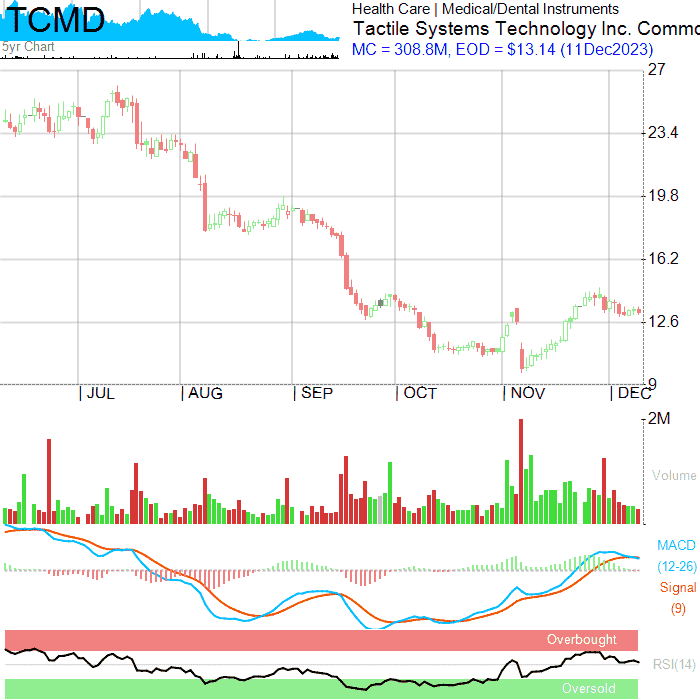 TCMD
5yr Chart
Health Care | Medical/Dental Instruments
Tactile Systems Technology Inc. Commo
MC = 308.8M, EOD = $13.14 (11Dec2023)
27
23.4
19.8
16.2
12.6
9
JUL AUG SEP OCT NOV DEC
2M
Volume
MACD
(12-26)
Signal
(9)
Overbought
RSI(14)
Oversold